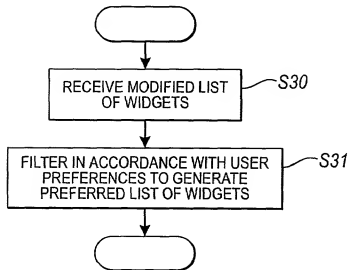 RECEIVE MODIFIED LIST
OF WIDGETS
S30
FILTER IN ACCORDANCE WITH USER
PREFERENCES TO GENERATE
PREFERRED LIST OF WIDGETS
S31